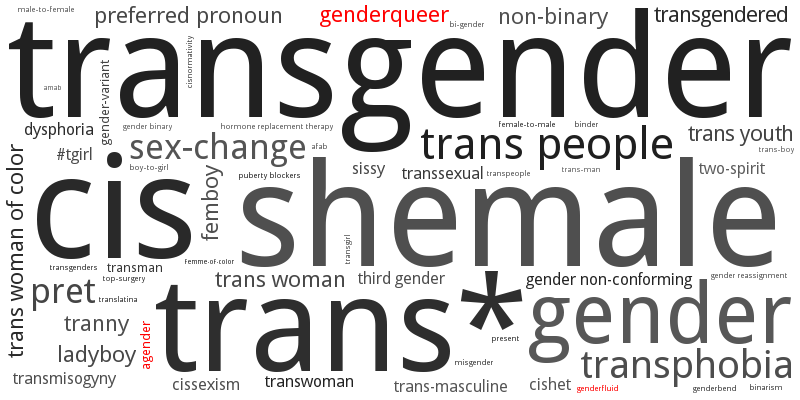 male-to-female
preferred pronoun
genderqueer
bi-gender
non-binary
transgendered
transgender
cisnormativity
amab
gender-variant
dysphoria
gender binary
hormone replacement therapy
female-to-male
binder
trans youth
#tgirl
sex-change
afab
trans people
trans-boy
boy-to-girl
sissy
transsexual
transpeople
trans-man
two-spirit
puberty blockers
trans woman of color
cis
femboy
shemale
transgirl
transgenders
transman
Femme-of-color
top-surgery
trans woman
third gender
gender non-conforming
gender reassignment
pret
translatina
trans*
gender
tranny
agender
present
ladyboy
misgender
transphobia
transmisogyny
cissexism
transwoman
trans-masculine
cishet
genderfluid
genderbend
binarism